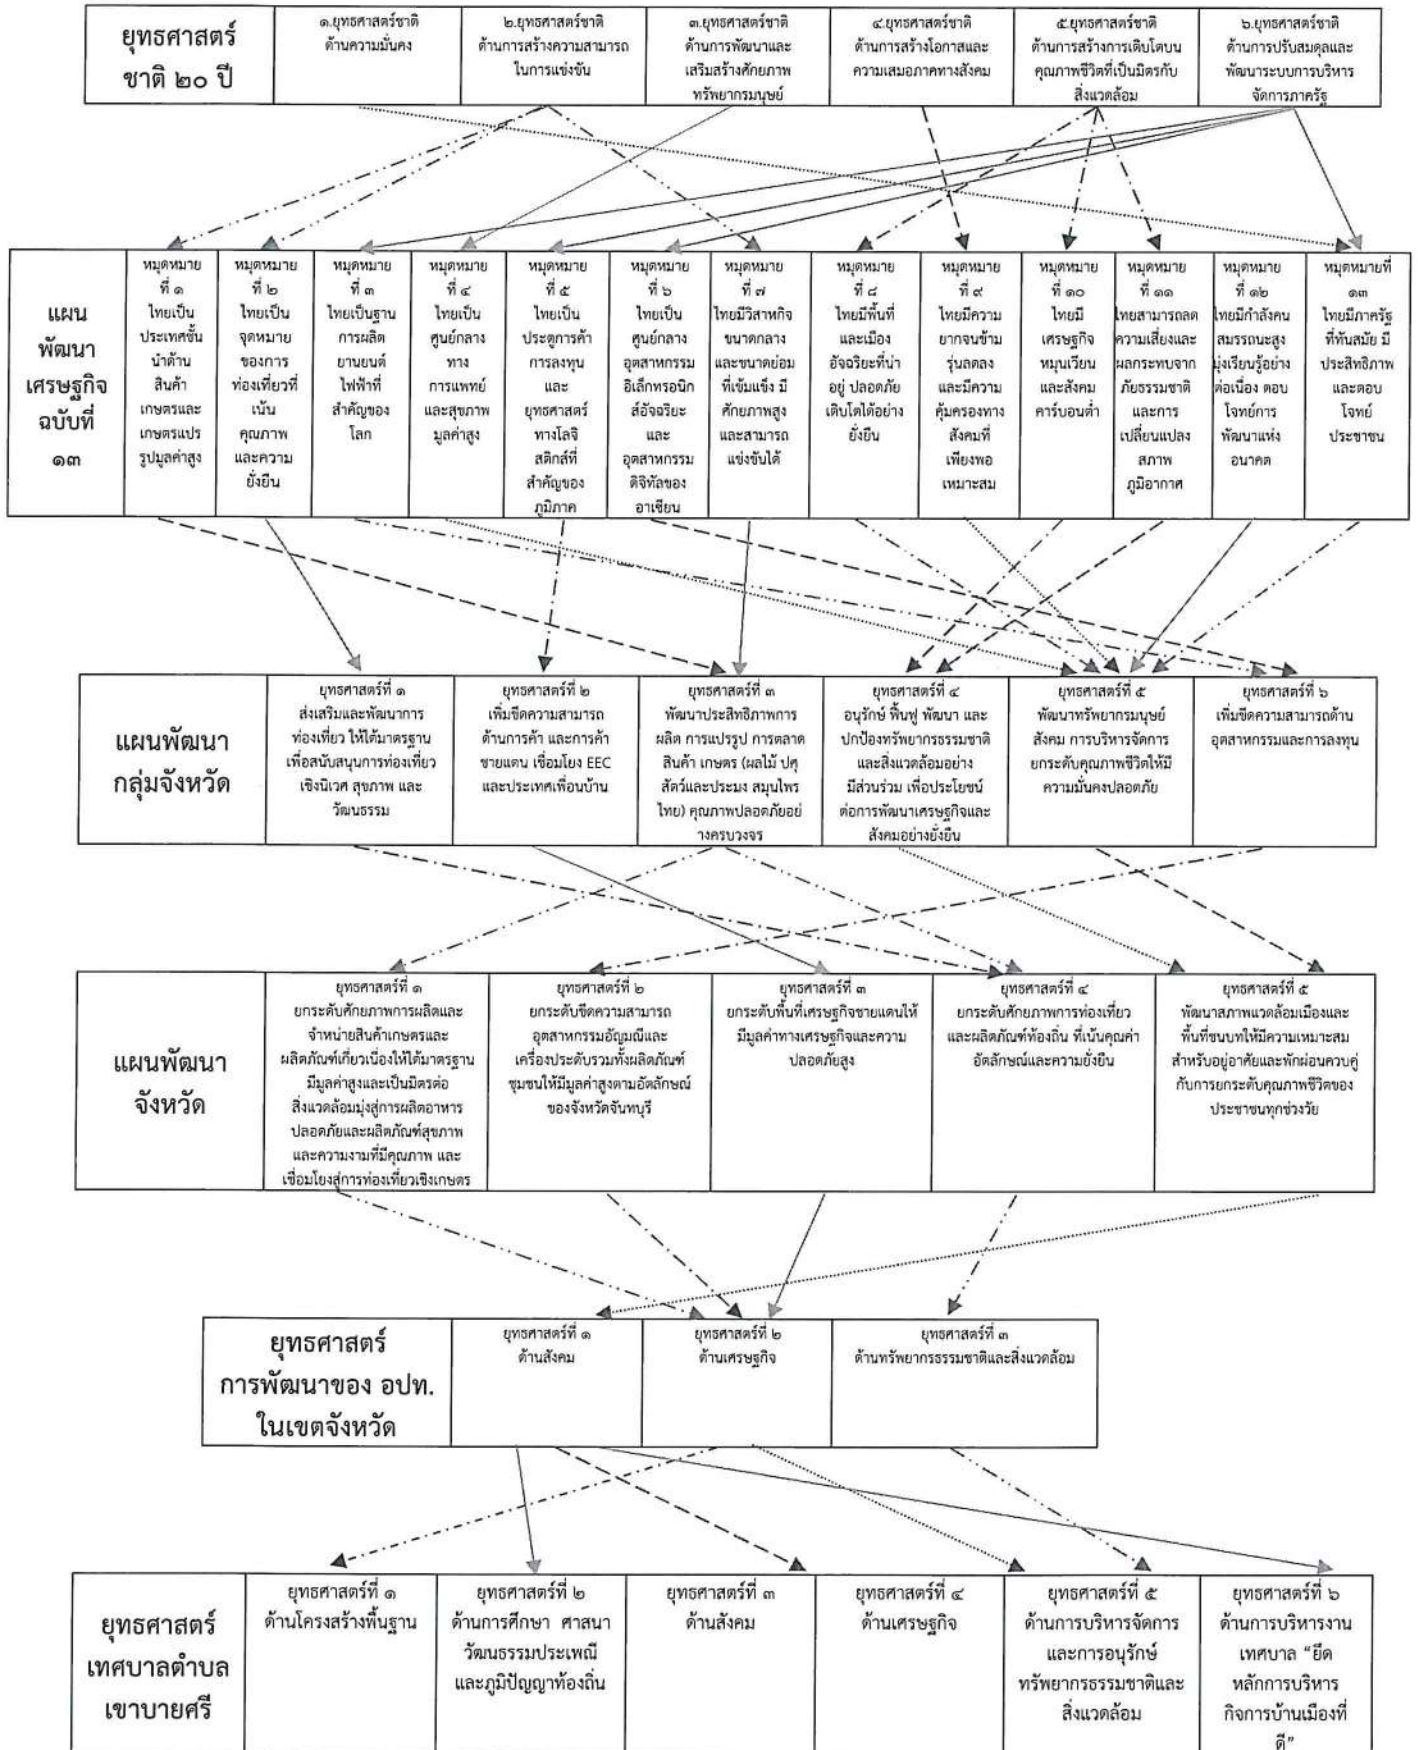 ยุทธศาสตร์
ชาติ ๒๐ ปี
๑.ยุทธศาสตร์ชาติ
ด้านความมั่นคง
๒.ยุทธศาสตร์ชาติ
ด้านการสร้างความสามารถ
ในการแข่งขัน
๓.ยุทธศาสตร์ชาติ
ด้านการพัฒนาและ
เสริมสร้างศักยภาพ
ทรัพยากรมนุษย์
๔.ยุทธศาสตร์ชาติ
ด้านการสร้างโอกาสและ
ความเสมอภาคทางสังคม
๕.ยุทธศาสตร์ชาติ
ด้านการสร้างการเติบโตบน
คุณภาพชีวิตที่เป็นมิตรกับ
สิ่งแวดล้อม
๖.ยุทธศาสตร์ชาติ
ด้านการปรับสมดุลและ
พัฒนาระบบการบริหาร
จัดการภาครัฐ
แผน
พัฒนา
เศรษฐกิจ
ฉบับที่
๑๓
หมุดหมาย
ที่ ๑
ไทยเป็น
ประเทศชั้น
นำด้าน
สินค้า
เกษตรและ
เกษตรแปร
รูปมูลค่าสูง
หมุดหมาย
ที่ ๒
ไทยเป็น
จุดหมาย
ของการ
ท่องเที่ยวที่
เน้น
คุณภาพ
และความ
ยั่งยืน
หมุดหมาย
ที่ ๓
ไทยเป็นฐาน
การผลิต
ยานยนต์
ไฟฟ้าที่
สำคัญของ
โลก
หมุดหมาย
ที่ ๔
ไทยเป็น
ศูนย์กลาง
ทาง
การแพทย์
และสุขภาพ
มูลค่าสูง
หมุดหมาย
ที่ ๕
ไทยเป็น
ประตูการค้า
การลงทุน
และ
ยุทธศาสตร์
ทางโลจิ
สติกส์ที่
สำคัญของ
ภูมิภาค
หมุดหมาย
ที่ ๖
ไทยเป็น
ศูนย์กลาง
อุตสาหกรรม
อิเล็กทรอนิก
ส์อัจฉริยะ
และ
อุตสาหกรรม
ดิจิทัลของ
อาเซียน
หมุดหมาย
ที่ ๗
ไทยมีวิสาหกิจ
ขนาดกลาง
และขนาดย่อม
ที่เข้มแข็ง มี
ศักยภาพสูง
และสามารถ
แข่งขันได้
หมุดหมาย
ที่ ๘
ไทยมีพื้นที่
และเมือง
อัจฉริยะที่น่า
อยู่ ปลอดภัย
เติบโตได้อย่าง
ยั่งยืน
หมุดหมาย
ที่ ๙
ไทยมีความ
ยากจนข้าม
รุ่นลดลง
และมีความ
คุ้มครองทาง
สังคมที่
เพียงพอ
เหมาะสม
หมุดหมาย
ที่ ๑๐
ไทยมี
เศรษฐกิจ
หมุนเวียน
และสังคม
คาร์บอนต่ำ
หมุดหมาย
ที่ ๑๑
ไทยสามารถลด
ความเสี่ยงและ
ผลกระทบจาก
ภัยธรรมชาติ
และการ
เปลี่ยนแปลง
สภาพ
ภูมิอากาศ
หมุดหมาย
ที่ ๑๒
ไทยมีกำลังคน
สมรรถนะสูง
มุ่งเรียนรู้อย่าง
ต่อเนื่อง ตอบ
โจทย์การ
พัฒนาแห่ง
อนาคต
หมุดหมายที่
๑๓
ไทยมีภาครัฐ
ที่ทันสมัย มี
ประสิทธิภาพ
และตอบ
โจทย์
ประชาชน
แผนพัฒนา
กลุ่มจังหวัด
ยุทธศาสตร์ที่ ๑
ส่งเสริมและพัฒนาการ
ท่องเที่ยว ให้ได้มาตรฐาน
เพื่อสนับสนุนการท่องเที่ยว
เชิงนิเวศ สุขภาพ และ
วัฒนธรรม
ยุทธศาสตร์ที่ ๒
เพิ่มขีดความสามารถ
ด้านการค้า และการค้า
ชายแดน เชื่อมโยง EEC
และประเทศเพื่อนบ้าน
ยุทธศาสตร์ที่ ๓
พัฒนาประสิทธิภาพการ
ผลิต การแปรรูป การตลาด
สินค้า เกษตร (ผลไม้ ปศุ
สัตว์และประมง สมุนไพร
ไทย) คุณภาพปลอดภัยอย่
างครบวงจร
ยุทธศาสตร์ที่ ๔
อนุรักษ์ ฟื้นฟู พัฒนา และ
ปกป้องทรัพยากรธรรมชาติ
และสิ่งแวดล้อมอย่าง
มีส่วนร่วม เพื่อประโยชน์
ต่อการพัฒนาเศรษฐกิจและ
สังคมอย่างยั่งยืน
ยุทธศาสตร์ที่ ๕
พัฒนาทรัพยากรมนุษย์
สังคม การบริหารจัดการ
ยกระดับคุณภาพชีวิตให้มี
ความมั่นคงปลอดภัย
ยุทธศาสตร์ที่ ๖
เพิ่มขีดความสามารถด้าน
อุตสาหกรรมและการลงทุน
แผนพัฒนา
จังหวัด
ยุทธศาสตร์ที่ ๑
ยกระดับศักยภาพการผลิตและ
จำหน่ายสินค้าเกษตรและ
ผลิตภัณฑ์เกี่ยวเนื่องให้ได้มาตรฐาน
มีมูลค่าสูงและเป็นมิตรต่อ
สิ่งแวดล้อมมุ่งสู่การผลิตอาหาร
ปลอดภัยและผลิตภัณฑ์สุขภาพ
และความงามที่มีคุณภาพ และ
เชื่อมโยงสู่การท่องเที่ยวเชิงเกษตร
ยุทธศาสตร์ที่ ๒
ยกระดับขีดความสามารถ
อุตสาหกรรมอัญมณีและ
เครื่องประดับรวมทั้งผลิตภัณฑ์
ชุมชนให้มีมูลค่าสูงตามอัตลักษณ์
ของจังหวัดจันทบุรี
ยุทธศาสตร์ที่ ๓
ยกระดับพื้นที่เศรษฐกิจชายแดนให้
มีมูลค่าทางเศรษฐกิจและความ
ปลอดภัยสูง
ยุทธศาสตร์ที่ ๔
ยกระดับศักยภาพการท่องเที่ยว
และผลิตภัณฑ์ท้องถิ่น ที่เน้นคุณค่า
อัตลักษณ์และความยั่งยืน
ยุทธศาสตร์ที่ ๕
พัฒนาสภาพแวดล้อมเมืองและ
พื้นที่ชนบทให้มีความเหมาะสม
สำหรับอยู่อาศัยและพักผ่อนควบคู่
กับการยกระดับคุณภาพชีวิตของ
ประชาชนทุกช่วงวัย
ยุทธศาสตร์
การพัฒนาของ อปท.
ในเขตจังหวัด
ยุทธศาสตร์ที่ ๑
ด้านสังคม
ยุทธศาสตร์ที่ ๒
ด้านเศรษฐกิจ
ยุทธศาสตร์ที่ ๓
ด้านทรัพยากรธรรมชาติและสิ่งแวดล้อม
ยุทธศาสตร์
เทศบาลตำบล
เขาบายศรี
ยุทธศาสตร์ที่ ๑
ด้านโครงสร้างพื้นฐาน
ยุทธศาสตร์ที่ ๒
ด้านการศึกษา ศาสนา
วัฒนธรรมประเพณี
และภูมิปัญญาท้องถิ่น
ยุทธศาสตร์ที่ ๓
ด้านสังคม
ยุทธศาสตร์ที่ ๔
ด้านเศรษฐกิจ
ยุทธศาสตร์ที่ ๕
ด้านการบริหารจัดการ
และการอนุรักษ์
ทรัพยากรธรรมชาติและ
สิ่งแวดล้อม
ยุทธศาสตร์ที่ ๖
ด้านการบริหารงาน
เทศบาล “ยึด
หลักการบริหาร
กิจการบ้านเมืองที่
ดี”